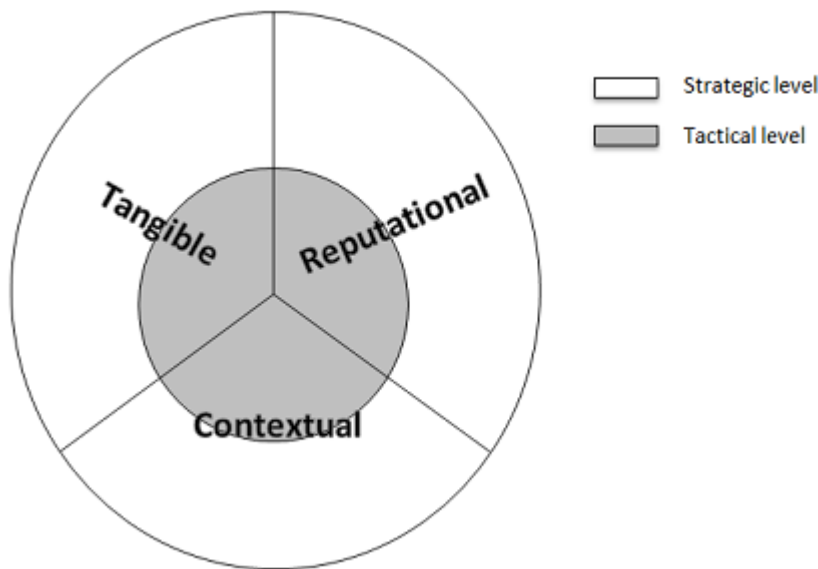 Strategic level
Tactical level
Tangible
Reputational
Contextual